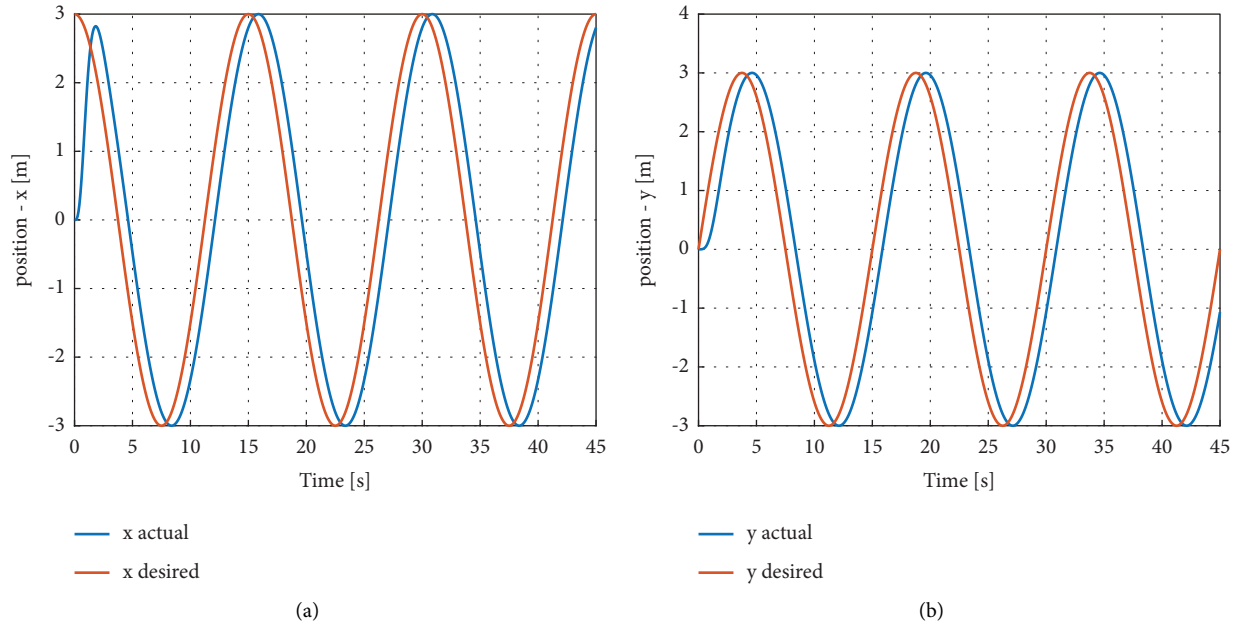 3
2
1
0
-1
-2
-3
position - x [m]
0 5 10 15 20 25 30 35 40 45
Time [s]
x actual
x desired
(a)
4
3
2
1
0
-1
-2
-3
position - y [m]
0 5 10 15 20 25 30 35 40 45
Time [s]
y actual
y desired
(b)